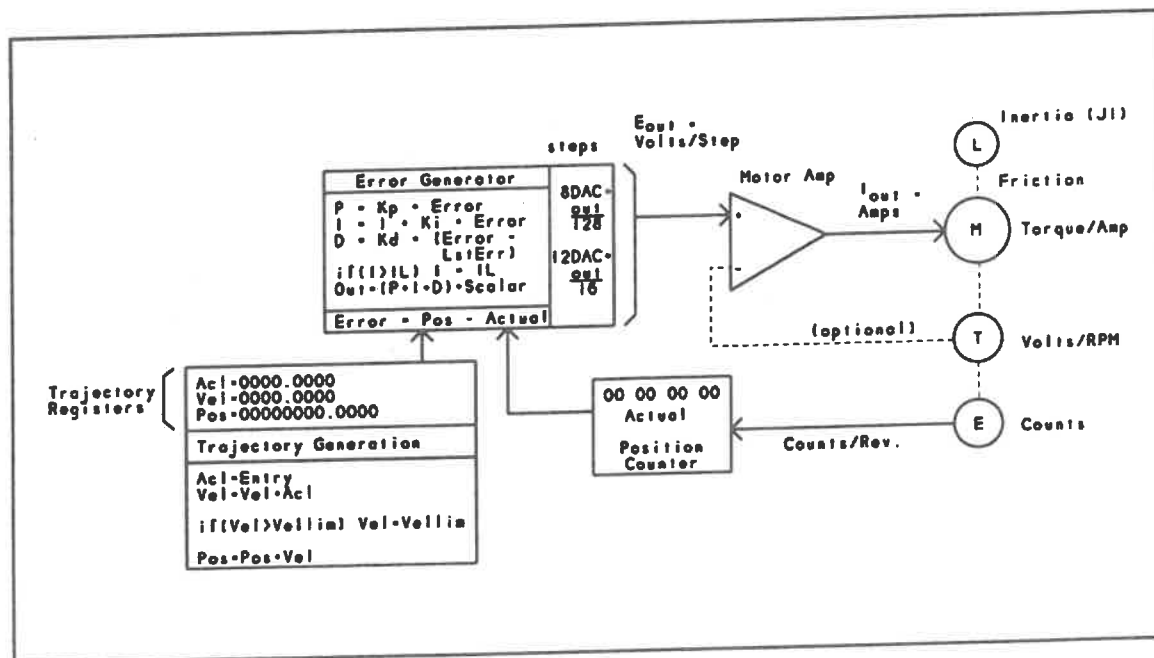 Inertia (Jl)
L
Friction
Eout =
Volts/Step
steps
Motor Amp
Iout =
Amps
M
Torque/Amp
Error Generator
P = Kp * Error
I = I + Ki * Error
D = Kd * (Error -
LstErr)
if(I>IL) I = IL
Out=(P+I+D)*Scalar
Error = Pos - Actual
8DAC=
out
128
12DAC=
out
16
+
-
(optional)
T
Volts/RPM
Trajectory
Registers
Acl=0000.0000
Vel=0000.0000
Pos=00000000.0000
Trajectory Generation
Acl=Entry
Vel=Vel+Acl
if(Vel>Vellim) Vel=Vellim
Pos=Pos+Vel
00 00 00 00
Actual
Position
Counter
Counts/Rev.
E
Counts